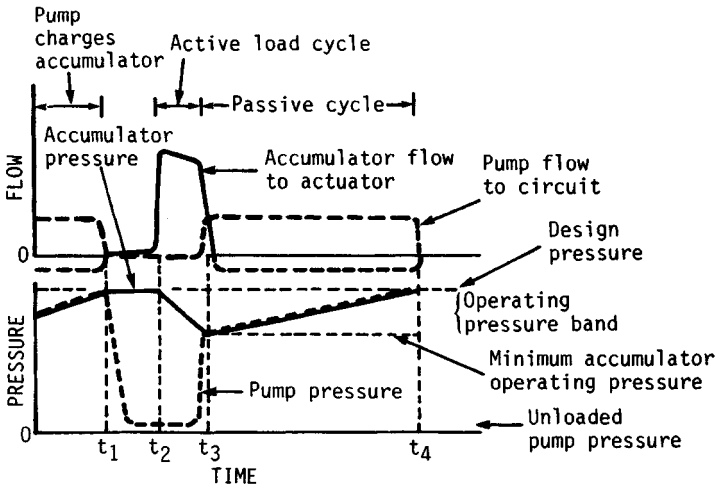 Pump
charges
accumulator
Active load cycle
Passive cycle
Accumulator
pressure
Accumulator flow
to actuator
Pump flow
to circuit
FLOW
0
Design
pressure
Operating
pressure band
Minimum accumulator
operating pressure
PRESSURE
Pump pressure
Unloaded
pump pressure
0
t1 t2 t3 t4
TIME